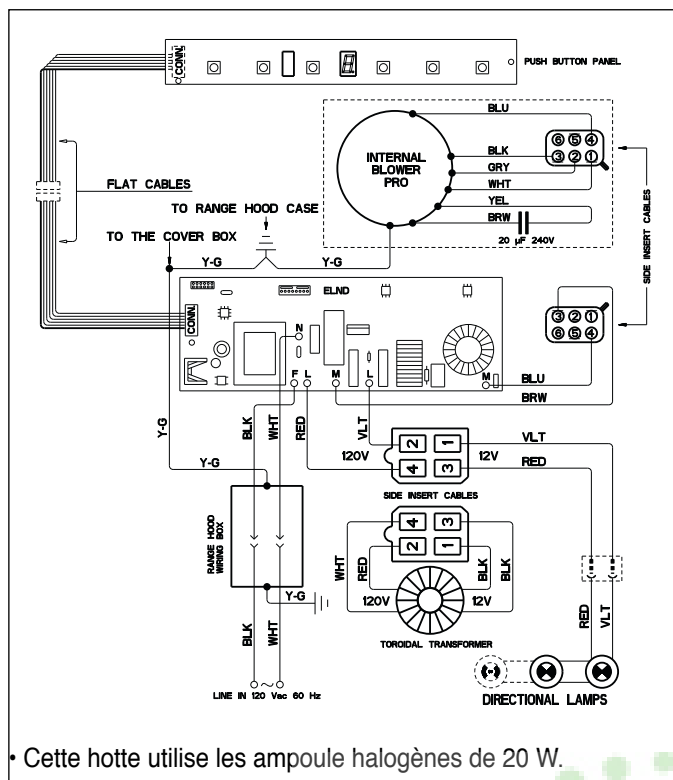 CONN.
PUSH BUTTON PANEL
BLU
BLK
6 5 4
3 2 1
GRY
INTERNAL
BLOWER
PRO
WHT
YEL
BRW
20 µF 240V
SIDE INSERT CABLES
FLAT CABLES
TO RANGE HOOD CASE
TO THE COVER BOX
Y-G
Y-G
ELND
CONN.
N
F L M L M
3 2 1
6 5 4
BLU
BRW
Y-G
BLK
WHT
RED
VLT
Y-G
120V
2 1
4 3
12V
VLT
RED
SIDE INSERT CABLES
RANGE HOOD
WIRING BOX
4 3
2 1
WHT
RED
BLK
BLK
120V
12V
TOROIDAL TRANSFORMER
Y-G
BLK
WHT
RED
VLT
LINE IN 120 Vac 60 Hz
DIRECTIONAL LAMPS
• Cette hotte utilise les ampoule halogènes de 20 W.